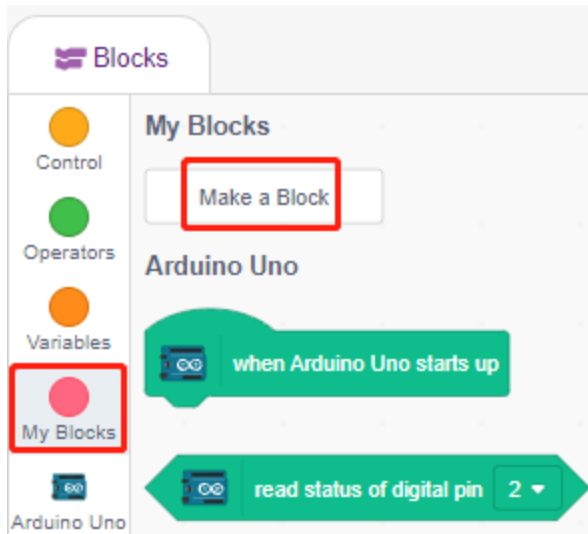 Blocks
Control
Operators
Variables
My Blocks
Arduino Uno
My Blocks
Make a Block
Arduino Uno
when Arduino Uno starts up
read status of digital pin 2